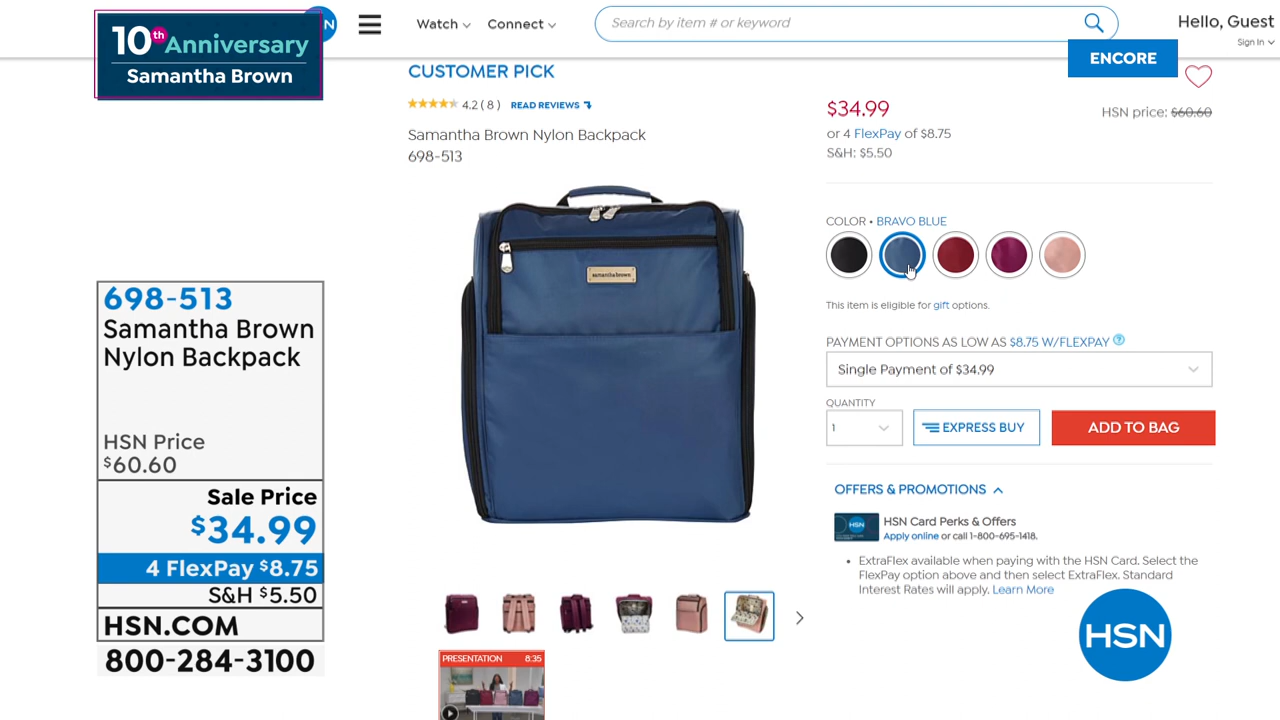 10th Anniversary
Samantha Brown
N
Watch
Connect
Search by item # or keyword
Hello, Guest
Sign In
ENCORE
CUSTOMER PICK
4.2 ( 8 ) READ REVIEWS
Samantha Brown Nylon Backpack
698-513
samantha brown
$34.99
HSN price: $60.60
or 4 FlexPay of $8.75
S&H: $5.50
COLOR • BRAVO BLUE
This item is eligible for gift options.
PAYMENT OPTIONS AS LOW AS $8.75 W/FLEXPAY ?
Single Payment of $34.99
QUANTITY
1
EXPRESS BUY
ADD TO BAG
OFFERS & PROMOTIONS
HSN
HSN Card Perks & Offers
Apply online or call 1-800-695-1418.
• ExtraFlex available when paying with the HSN Card. Select the
FlexPay option above and then select ExtraFlex. Standard
Interest Rates will apply. Learn More
HSN
PRESENTATION 8:35
698-513
Samantha Brown
Nylon Backpack
HSN Price
$60.60
Sale Price
$34.99
4 FlexPay $8.75
S&H $5.50
HSN.COM
800-284-3100